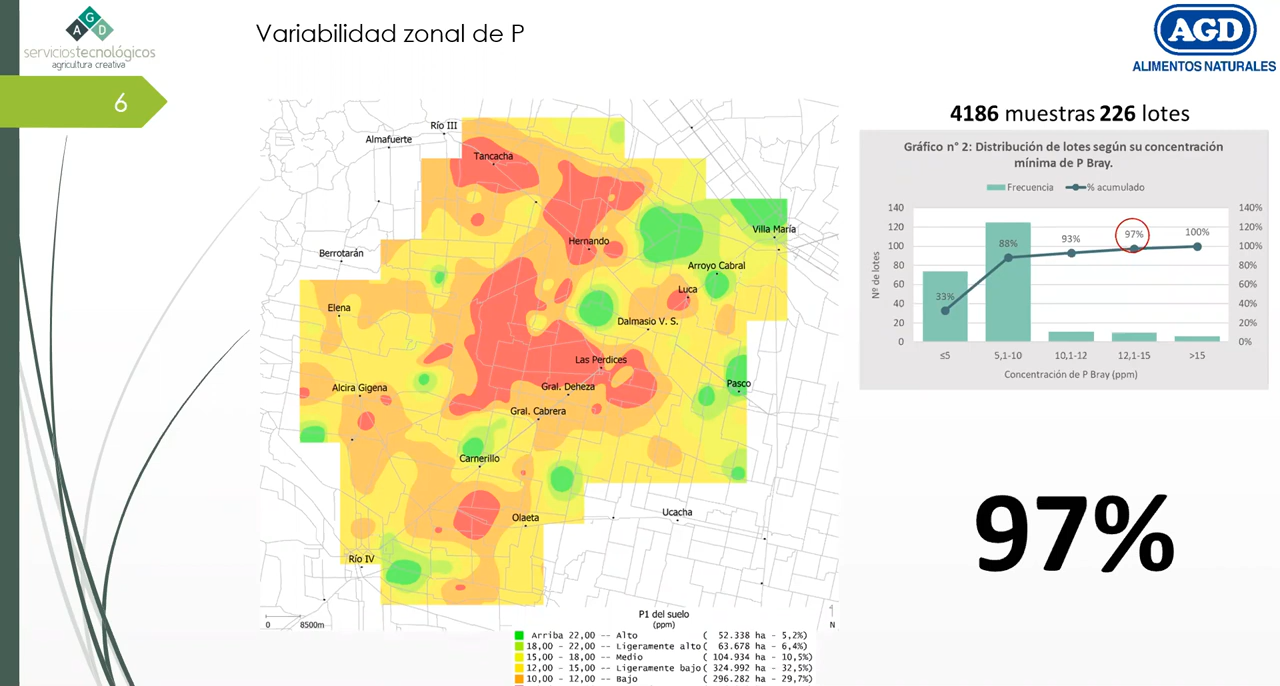 AGD
serviciostecnológicos
agricultura creativa
Variabilidad zonal de P
AGD
ALIMENTOS NATURALES
6
4186 muestras 226 lotes
Gráfico n° 2: Distribución de lotes según su concentración
mínima de P Bray.
Frecuencia
% acumulado
140
120
100
80
60
40
20
0
140%
120%
100%
80%
60%
40%
20%
0%
33%
88%
93%
97%
100%
Nº de lotes
≤5
5,1-10
10,1-12
12,1-15
>15
Concentración de P Bray (ppm)
97%
Río III
Almafuerte
Tancacha
Villa María
Hernando
Berrotarán
Arroyo Cabral
Luca
Elena
Dalmasio V. S.
Las Perdices
Pasco
Alcira Gigena
Gral. Deheza
Gral. Cabrera
Carnerillo
Ucacha
Olaeta
Río IV
0 8500m
N
P1 del suelo
(ppm)
Arriba 22,00 -- Alto ( 52.338 ha - 5,2%)
18,00 - 22,00 -- Ligeramente alto( 63.678 ha - 6,4%)
15,00 - 18,00 -- Medio (104.934 ha - 10,5%)
12,00 - 15,00 -- Ligeramente bajo(324.992 ha - 32,5%)
10,00 - 12,00 -- Bajo (296.282 ha - 29,7%)